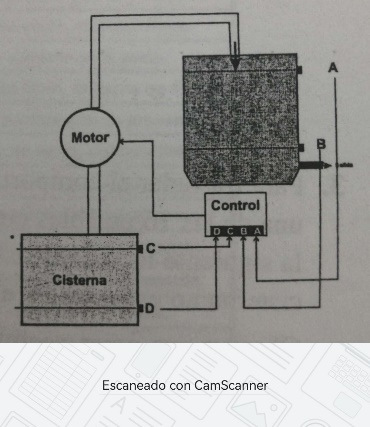 A
Motor
B
Control
D C B A
C
Cisterna
D
Escaneado con CamScanner